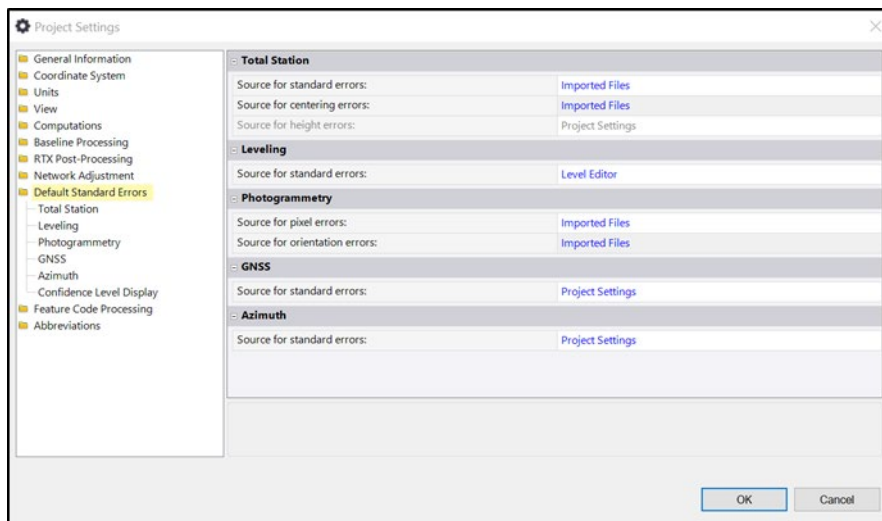 Project Settings
General Information
Coordinate System
Units
View
Computations
Baseline Processing
RTX Post-Processing
Network Adjustment
Default Standard Errors
Total Station
Leveling
Photogrammetry
GNSS
Azimuth
Confidence Level Display
Feature Code Processing
Abbreviations
Total Station
Source for standard errors: Imported Files
Source for centering errors: Imported Files
Source for height errors: Project Settings
Leveling
Source for standard errors: Level Editor
Photogrammetry
Source for pixel errors: Imported Files
Source for orientation errors: Imported Files
GNSS
Source for standard errors: Project Settings
Azimuth
Source for standard errors: Project Settings
OK Cancel